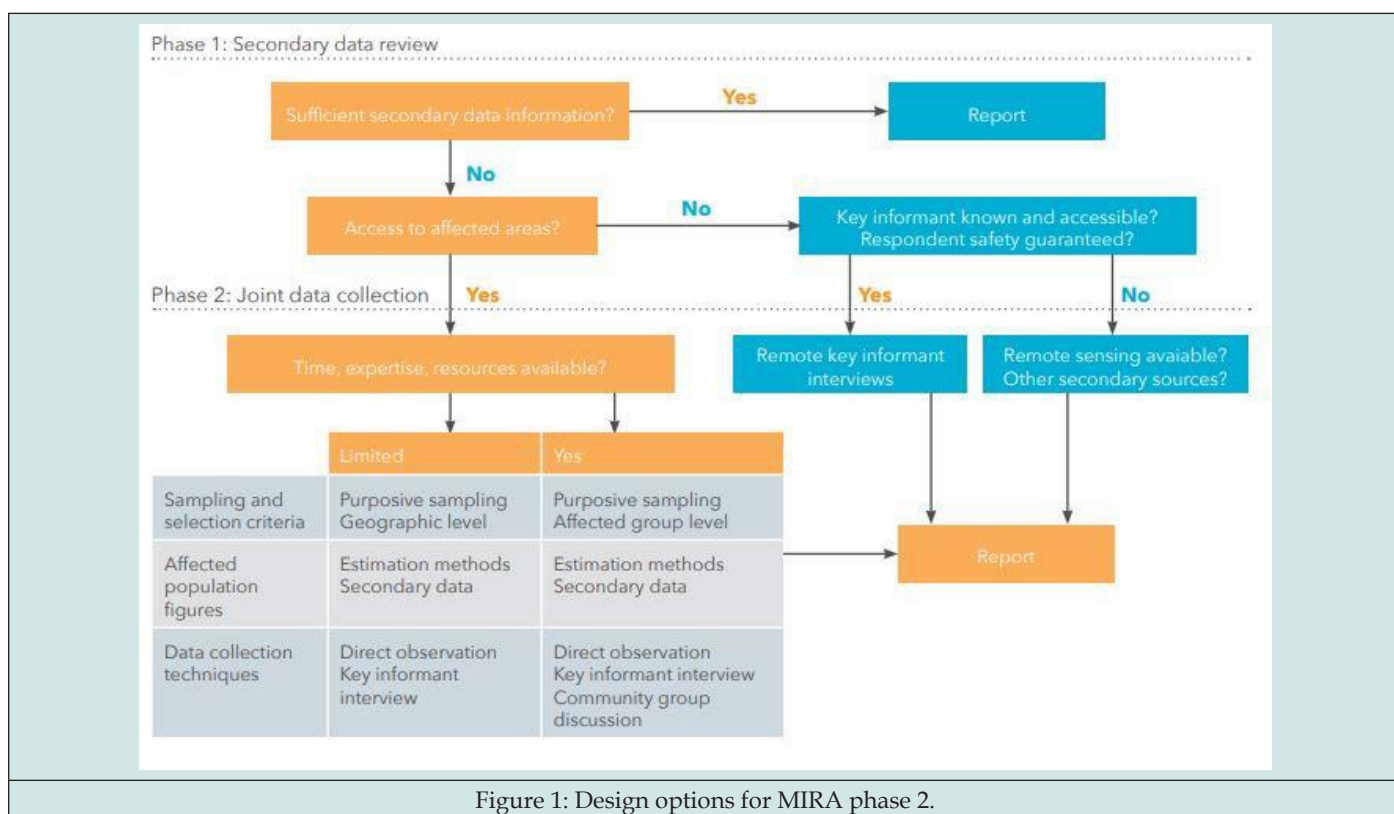 Phase 1: Secondary data review
Sufficient secondary data information?
Yes
Report
No
Access to affected areas?
No
Key informant known and accessible?
Respondent safety guaranteed?
Phase 2: Joint data collection
Yes
Yes
No
Time, expertise, resources available?
Remote key informant
interviews
Remote sensing avaiable?
Other secondary sources?
Limited
Yes
Sampling and
selection criteria
Purposive sampling
Geographic level
Purposive sampling
Affected group level
Affected
population
figures
Estimation methods
Secondary data
Estimation methods
Secondary data
Report
Data collection
techniques
Direct observation
Key informant
interview
Direct observation
Key informant interview
Community group
discussion
Figure 1: Design options for MIRA phase 2.